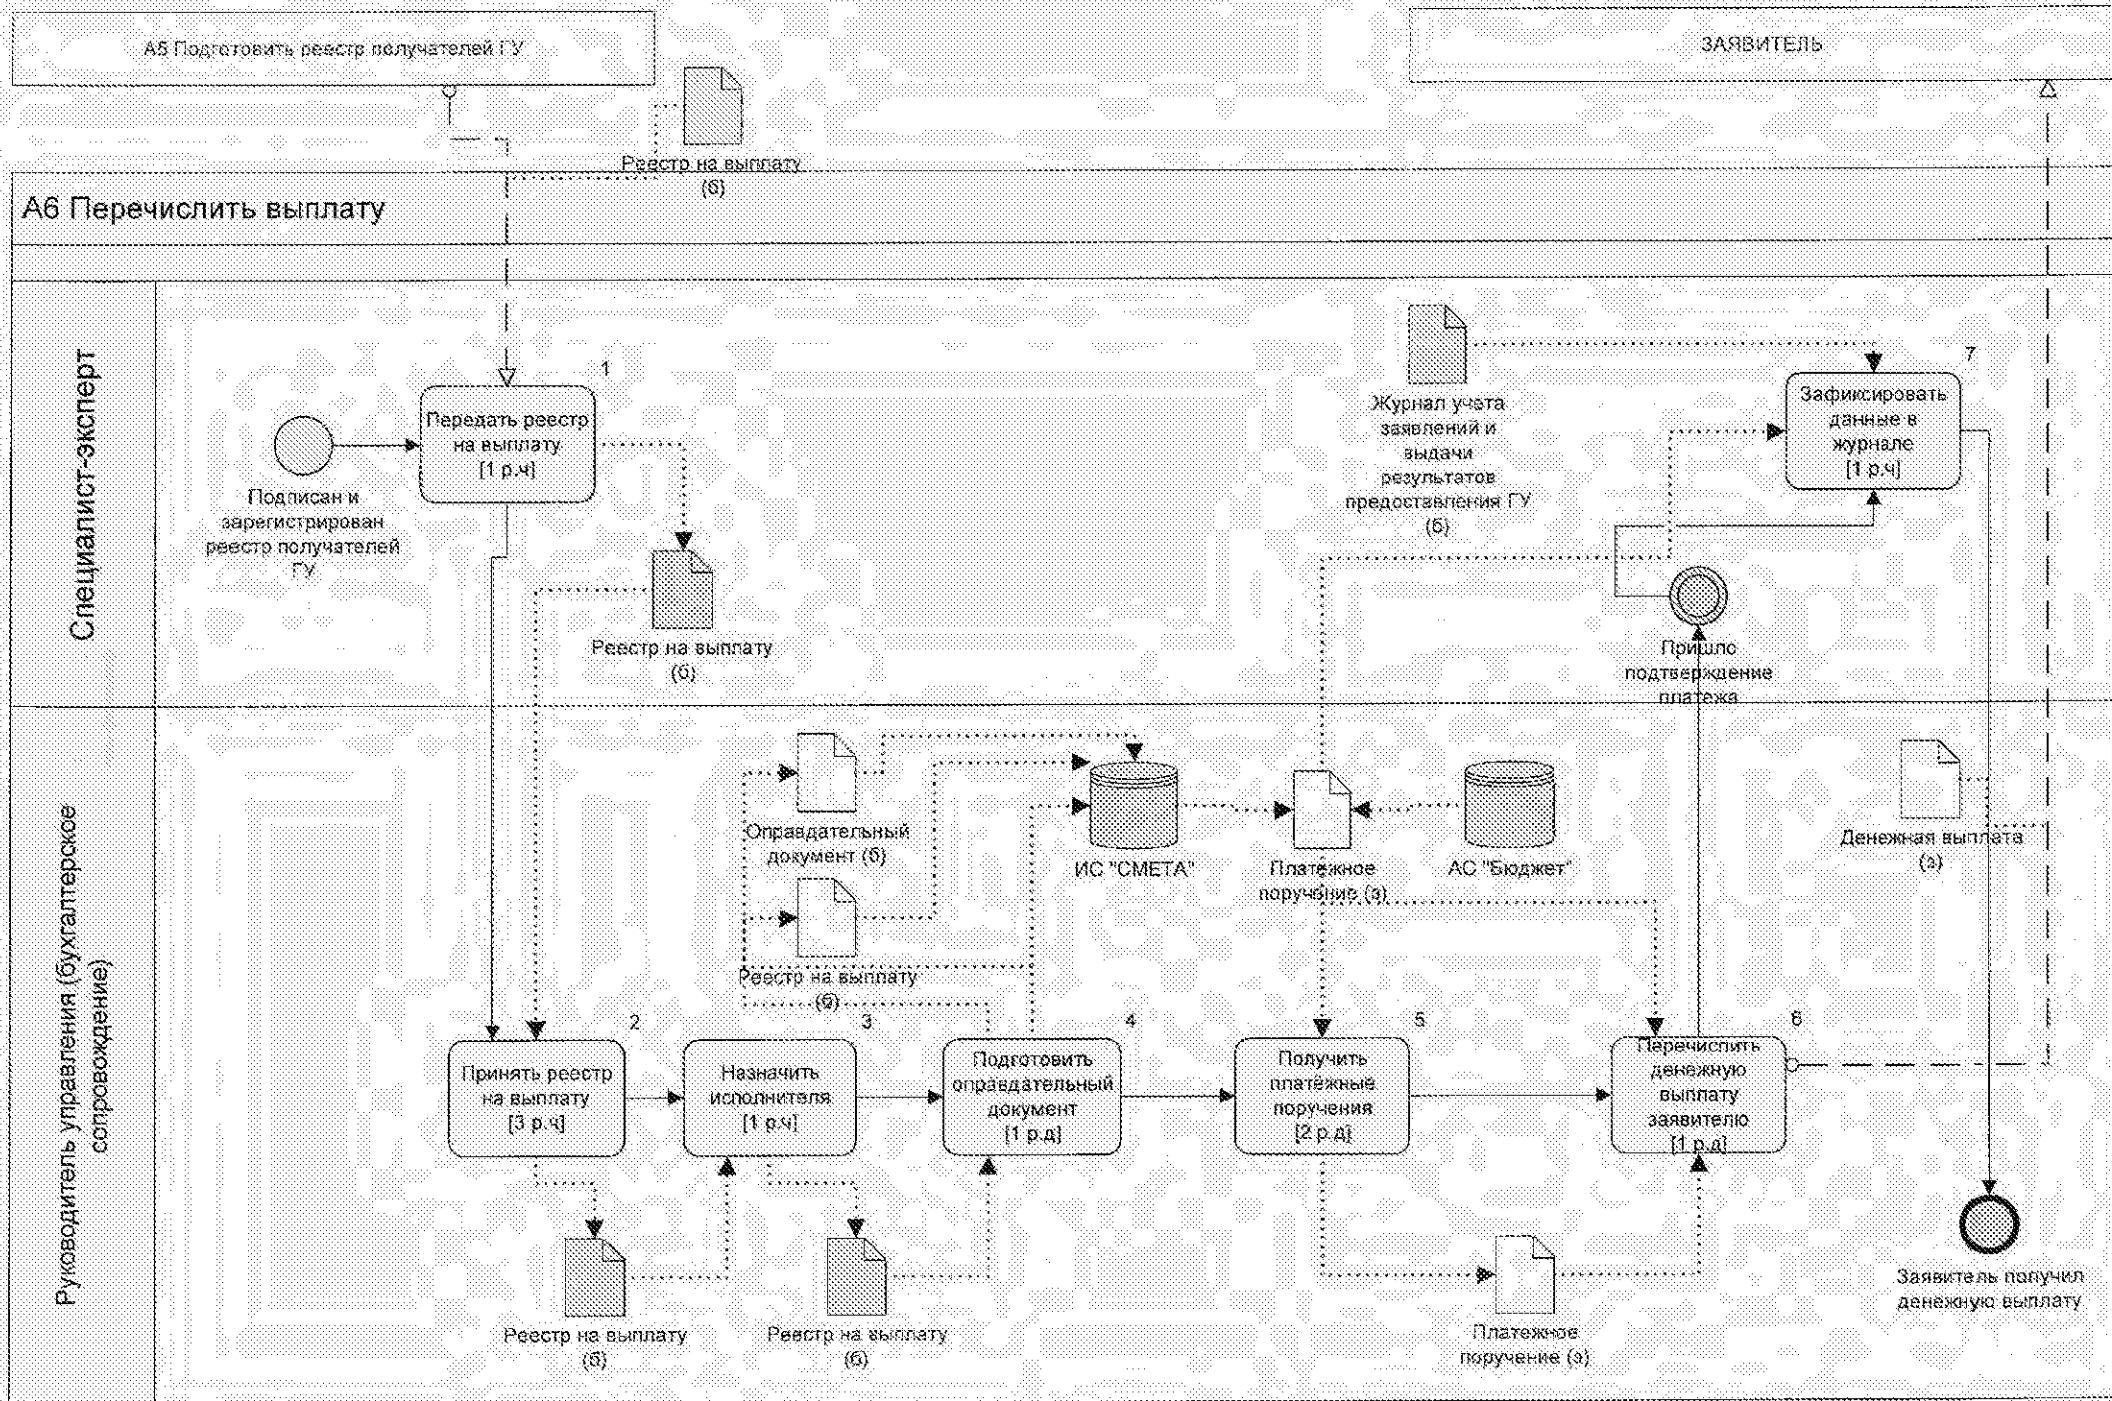 А5 Подготовить реестр получателей ГУ
ЗАЯВИТЕЛЬ
Реестр на выплату
(б)
А6 Перечислить выплату
Специалист-эксперт
Подписан и
зарегистрирован
реестр получателей
ГУ
1
Передать реестр
на выплату
[1 р.ч]
Реестр на выплату
(б)
Журнал учета
заявлений и
выдачи
результатов
предоставления ГУ
(б)
7
Зафиксировать
данные в
журнале
[1 р.ч]
Пришло
подтверждение
платежа
Руководитель управления (бухгалтерское
сопровождение)
Оправдательный
документ (б)
Реестр на выплату
(б)
ИС "СМЕТА"
Платежное
поручение (э)
АС "Бюджет"
Денежная выплата
(э)
2
Принять реестр
на выплату
[3 р.ч]
3
Назначить
исполнителя
[1 р.ч]
4
Подготовить
оправдательный
документ
[1 р.д]
5
Получить
платёжные
поручения
[2 р.д]
6
Перечислить
денежную
выплату
заявителю
[1 р.д]
Реестр на выплату
(б)
Реестр на выплату
(б)
Платежное
поручение (э)
Заявитель получил
денежную выплату